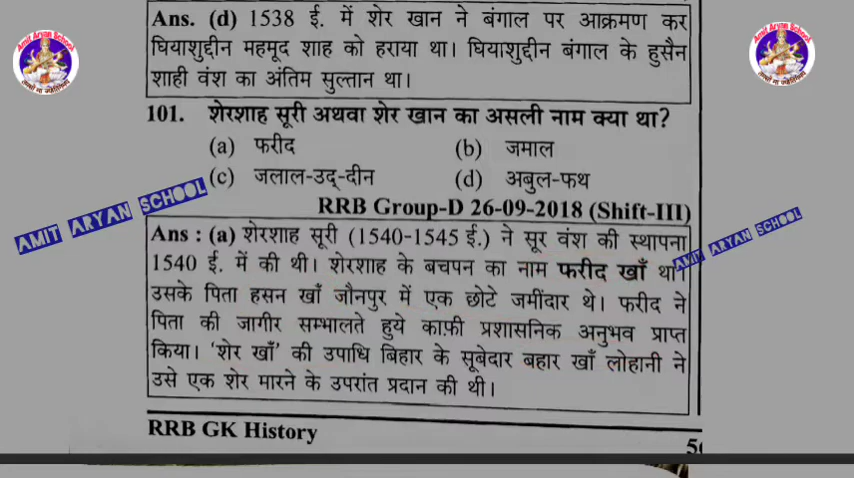 Ans. (d) 1538 ई. में शेर खान ने बंगाल पर आक्रमण कर
घियाशुद्दीन महमूद शाह को हराया था। घियाशुद्दीन बंगाल के हुसैन
शाही वंश का अंतिम सुल्तान था।
101. शेरशाह सूरी अथवा शेर खान का असली नाम क्या था?
(a) फरीद (b) जमाल
(c) जलाल-उद्-दीन (d) अबुल-फथ
RRB Group-D 26-09-2018 (Shift-III)
Ans : (a) शेरशाह सूरी (1540-1545 ई.) ने सूर वंश की स्थापना
1540 ई. में की थी। शेरशाह के बचपन का नाम फरीद खाँ था।
उसके पिता हसन खाँ जौनपुर में एक छोटे जमींदार थे। फरीद ने
पिता की जागीर सम्भालते हुये काफ़ी प्रशासनिक अनुभव प्राप्त
किया। ‘शेर खाँ’ की उपाधि बिहार के सूबेदार बहार खाँ लोहानी ने
उसे एक शेर मारने के उपरांत प्रदान की थी।
RRB GK History
Amit Aryan School
Amit Aryan School
AMIT ARYAN SCHOOL
AMIT ARYAN SCHOOL